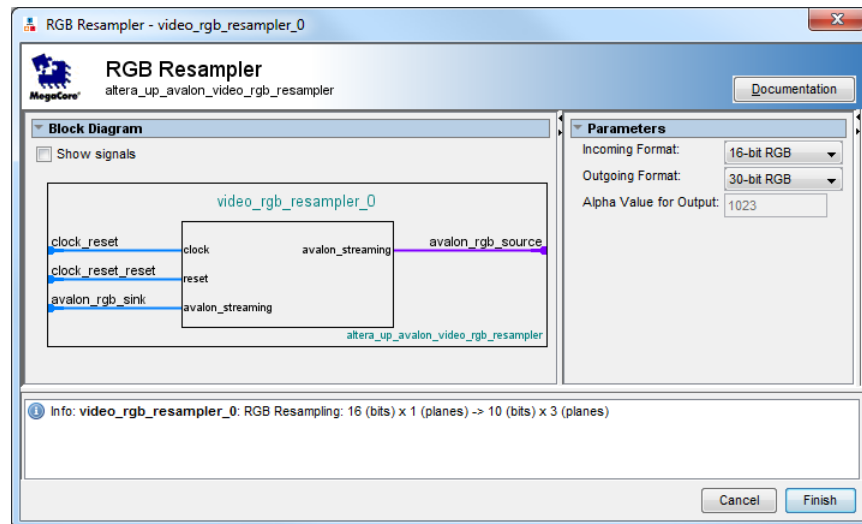 RGB Resampler - video_rgb_resampler_0
RGB Resampler
altera_up_avalon_video_rgb_resampler
MegaCore®
Documentation
Block Diagram
Show signals
video_rgb_resampler_0
clock_reset
clock
avalon_streaming
avalon_rgb_source
clock_reset_reset
reset
avalon_rgb_sink
avalon_streaming
altera_up_avalon_video_rgb_resampler
Parameters
Incoming Format: 16-bit RGB
Outgoing Format: 30-bit RGB
Alpha Value for Output: 1023
Info: video_rgb_resampler_0: RGB Resampling: 16 (bits) x 1 (planes) -> 10 (bits) x 3 (planes)
Cancel
Finish